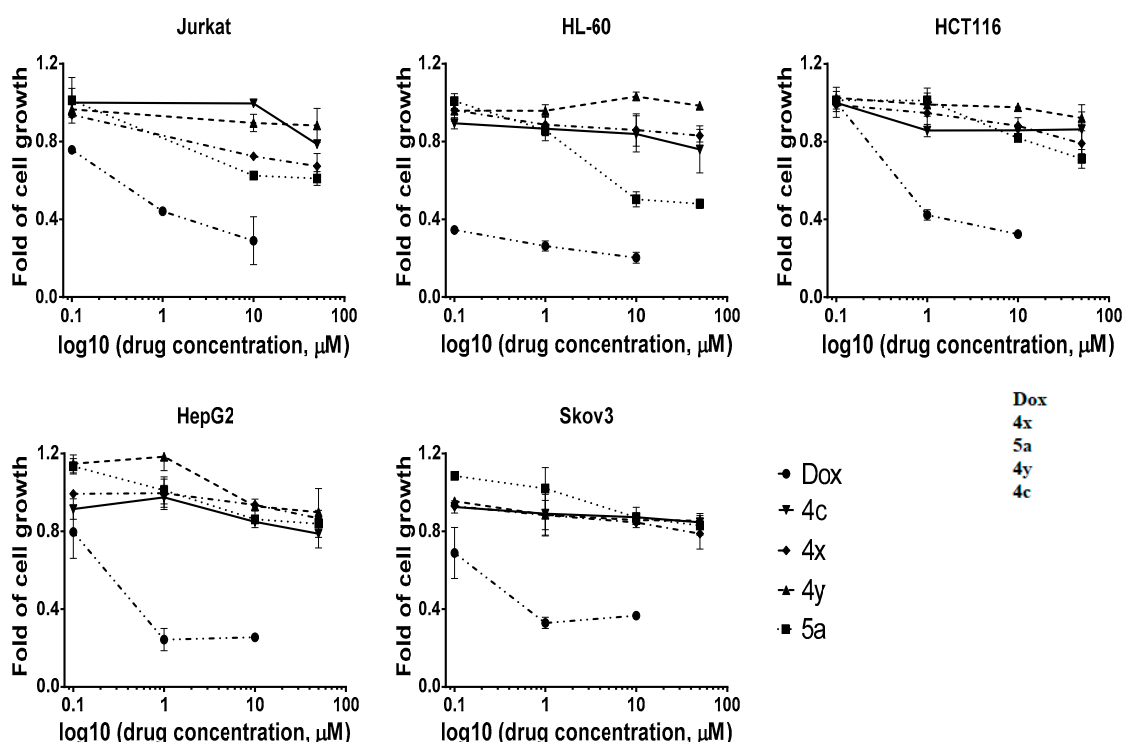 Jurkat
Fold of cell growth
1.2
0.8
0.4
0.0
0.1 1 10 100
log10 (drug concentration, μM)
HL-60
Fold of cell growth
1.2
0.8
0.4
0.0
0.1 1 10 100
log10 (drug concentration, μM)
HCT116
Fold of cell growth
1.2
0.8
0.4
0.0
0.1 1 10 100
log10 (drug concentration, μM)
HepG2
Fold of cell growth
1.2
0.8
0.4
0.0
0.1 1 10 100
log10 (drug concentration, μM)
Skov3
Fold of cell growth
1.2
0.8
0.4
0.0
0.1 1 10 100
log10 (drug concentration, μM)
Dox
4c
4x
4y
5a
Dox
4x
5a
4y
4c